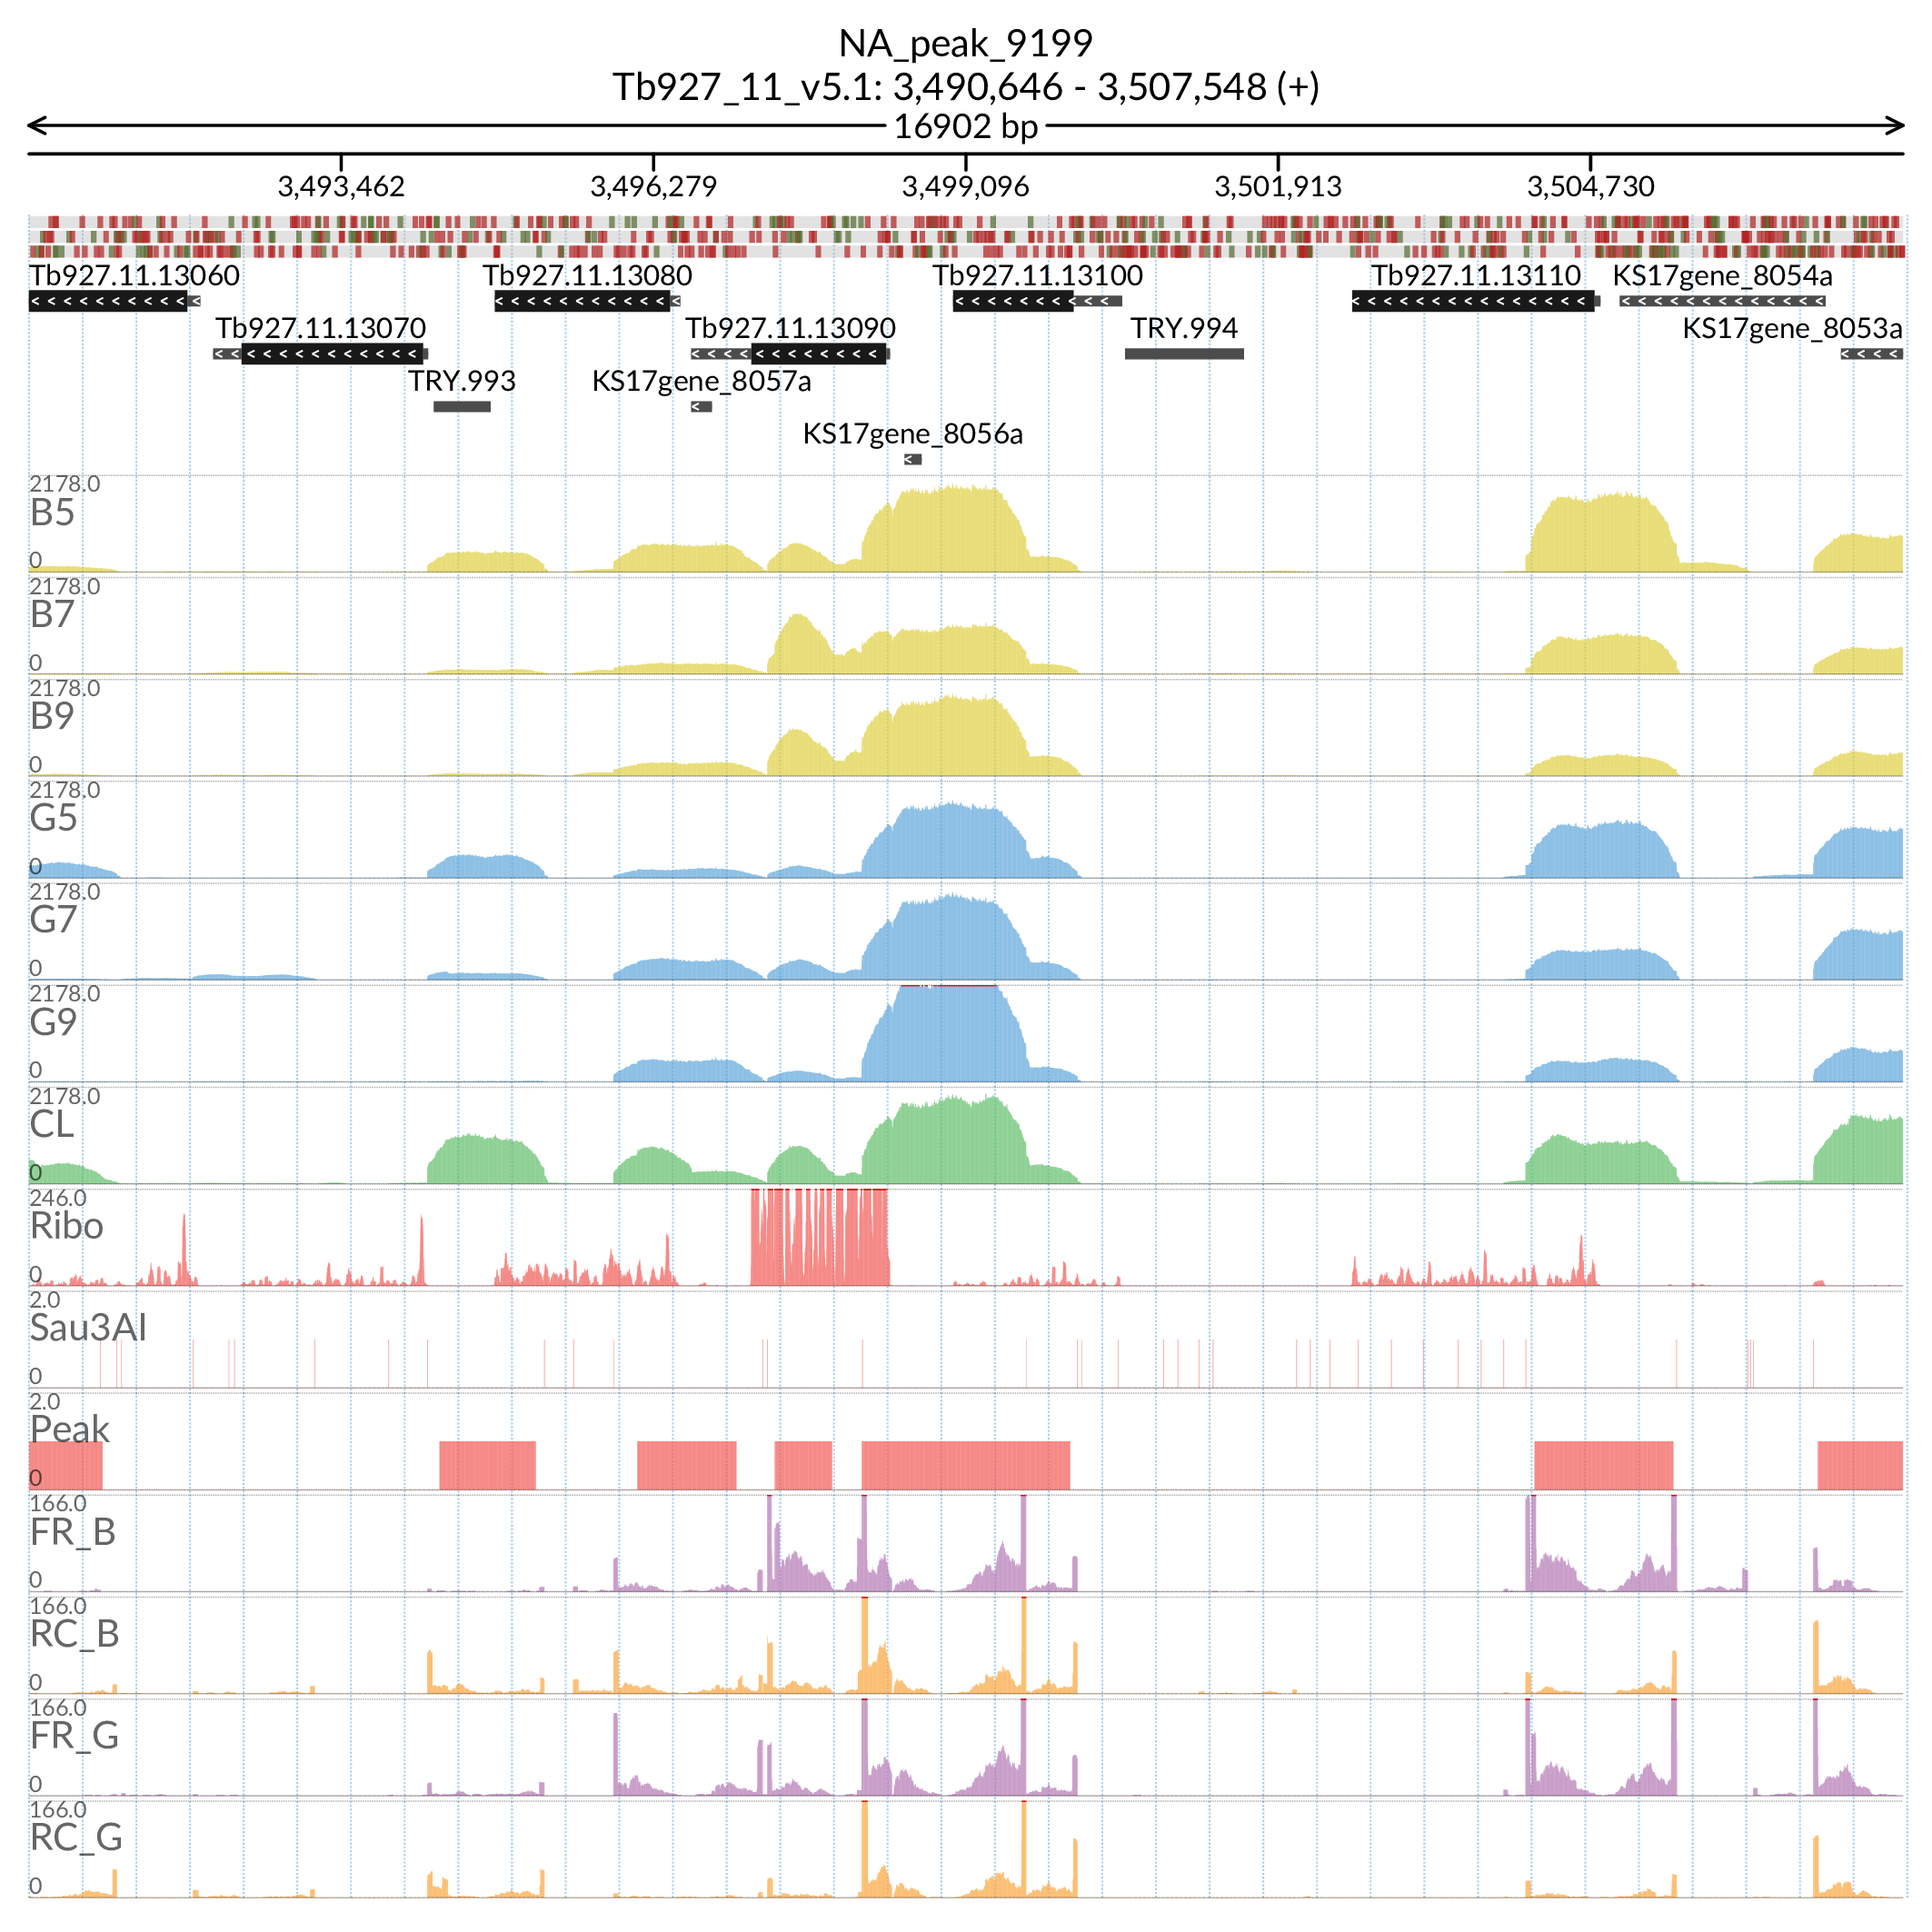 NA_peak_9199
Tb927_11_v5.1: 3,490,646 - 3,507,548 (+)
16902 bp
3,493,462 3,496,279 3,499,096 3,501,913 3,504,730
Tb927.11.13060 Tb927.11.13080 Tb927.11.13100 Tb927.11.13110 KS17gene_8054a
Tb927.11.13070 Tb927.11.13090 TRY.994 KS17gene_8053a
TRY.993 KS17gene_8057a
KS17gene_8056a
2178.0
B5
0
2178.0
B7
0
2178.0
B9
0
2178.0
G5
0
2178.0
G7
0
2178.0
G9
0
2178.0
CL
0
246.0
Ribo
0
2.0
Sau3AI
0
2.0
Peak
0
166.0
FR_B
0
166.0
RC_B
0
166.0
FR_G
0
166.0
RC_G
0